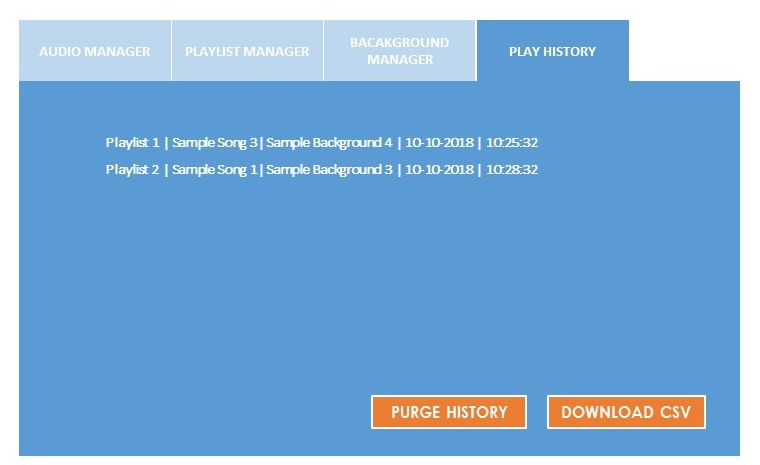 AUDIO MANAGER
PLAYLIST MANAGER
BACAKGROUND
MANAGER
PLAY HISTORY
Playlist 1 | Sample Song 3| Sample Background 4 | 10-10-2018 | 10:25:32
Playlist 2 | Sample Song 1| Sample Background 3 | 10-10-2018 | 10:28:32
PURGE HISTORY
DOWNLOAD CSV